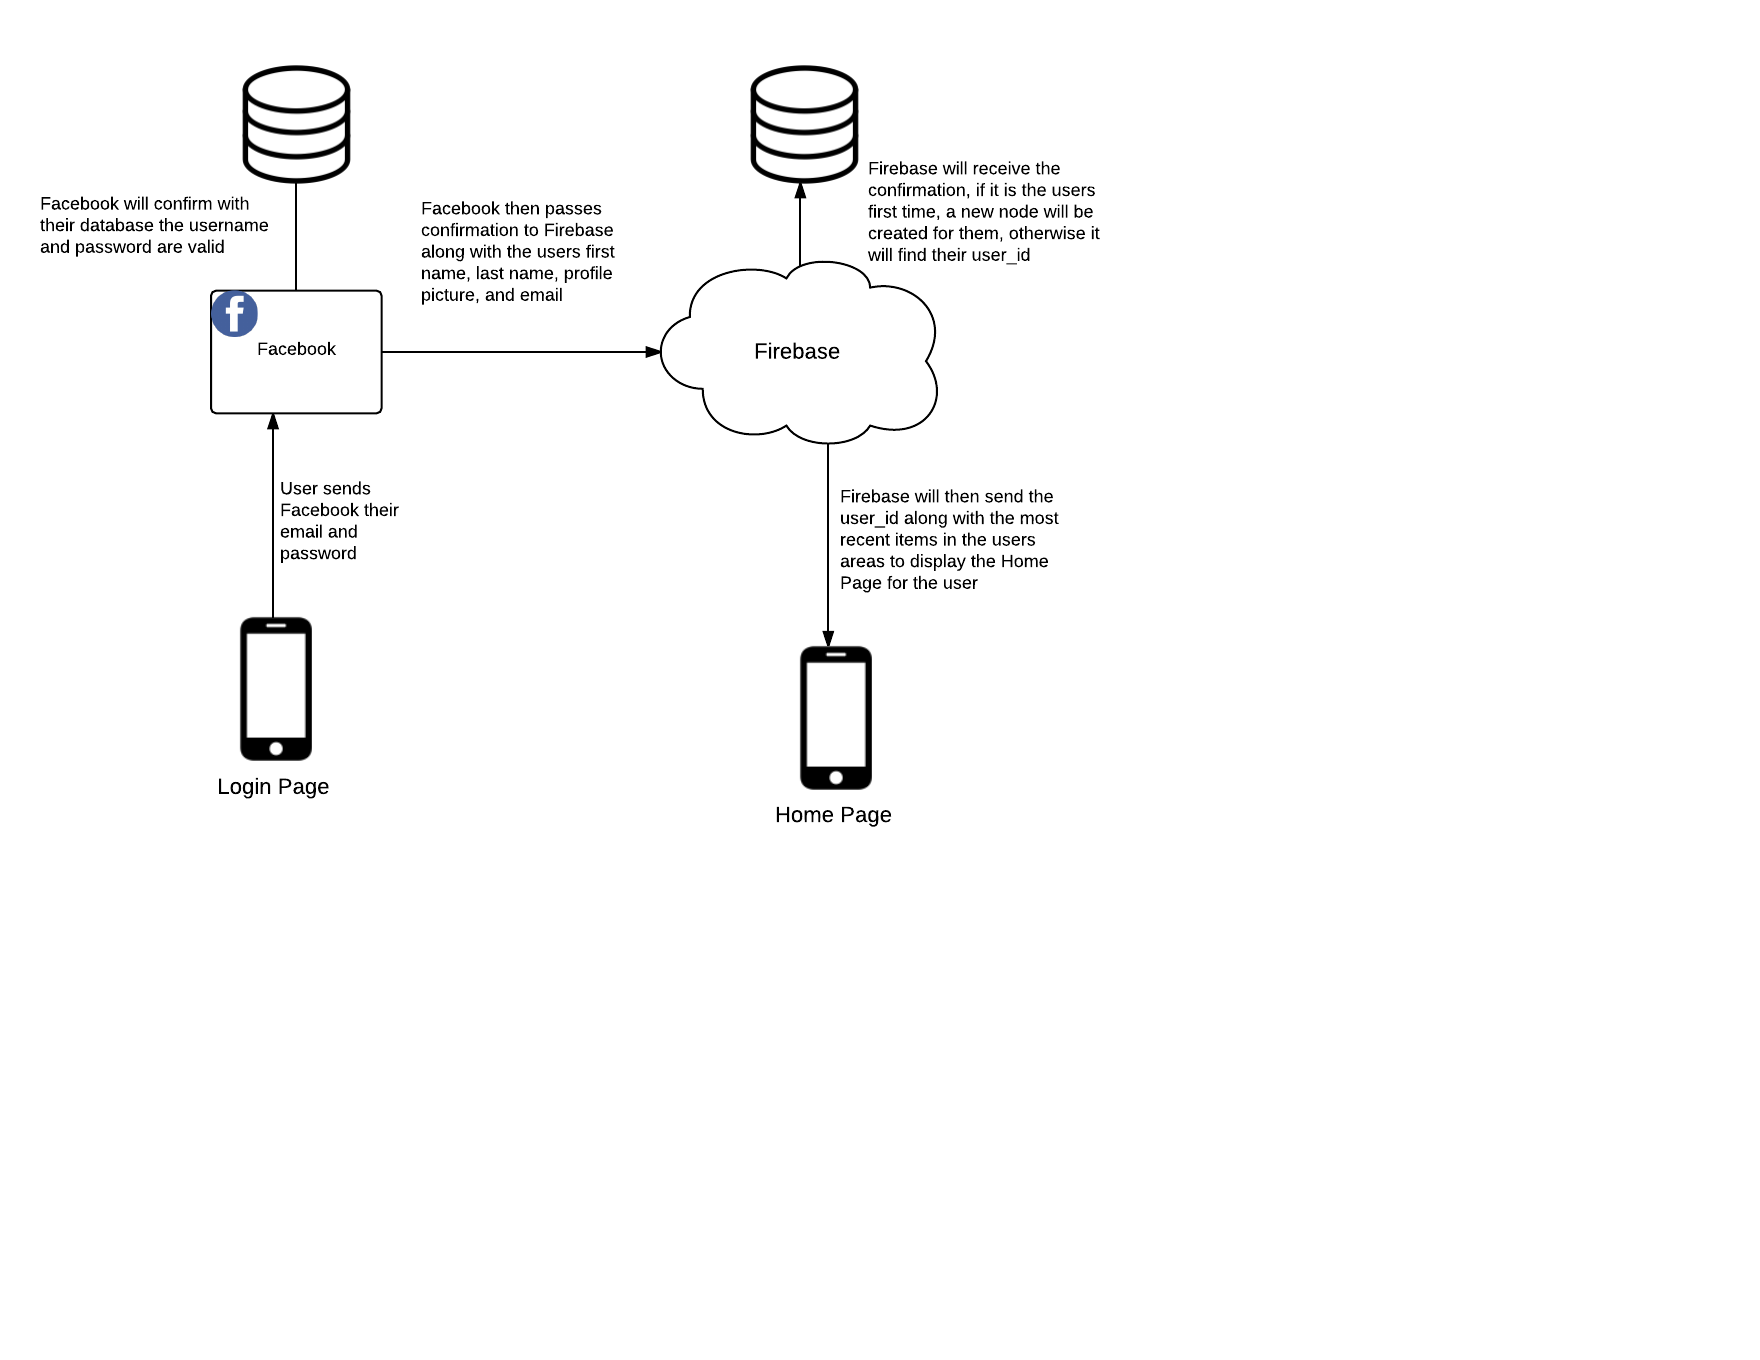 Facebook will confirm with
their database the username
and password are valid
Facebook then passes
confirmation to Firebase
along with the users first
name, last name, profile
picture, and email
Firebase will receive the
confirmation, if it is the users
first time, a new node will be
created for them, otherwise it
will find their user_id
f
Facebook
Firebase
User sends
Facebook their
email and
password
Firebase will then send the
user_id along with the most
recent items in the users
areas to display the Home
Page for the user
Login Page
Home Page